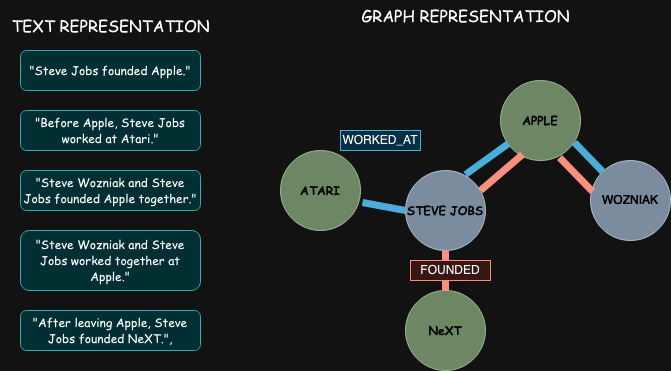 TEXT REPRESENTATION
"Steve Jobs founded Apple."
"Before Apple, Steve Jobs
worked at Atari."
"Steve Wozniak and Steve
Jobs founded Apple together."
"Steve Wozniak and Steve
Jobs worked together at
Apple."
"After leaving Apple, Steve
Jobs founded NeXT.",
GRAPH REPRESENTATION
APPLE
WORKED_AT
ATARI
STEVE JOBS
WOZNIAK
FOUNDED
NeXT